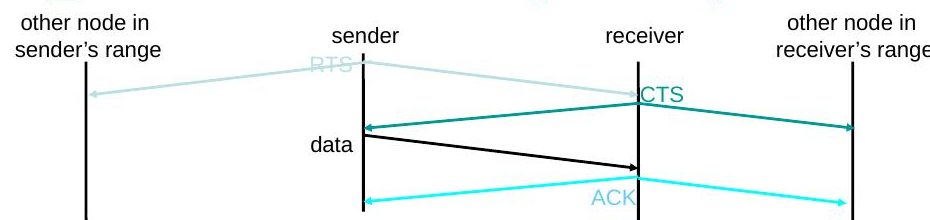 other node in
sender's range
sender
receiver
other node in
receiver's range
RTS
CTS
data
ACK